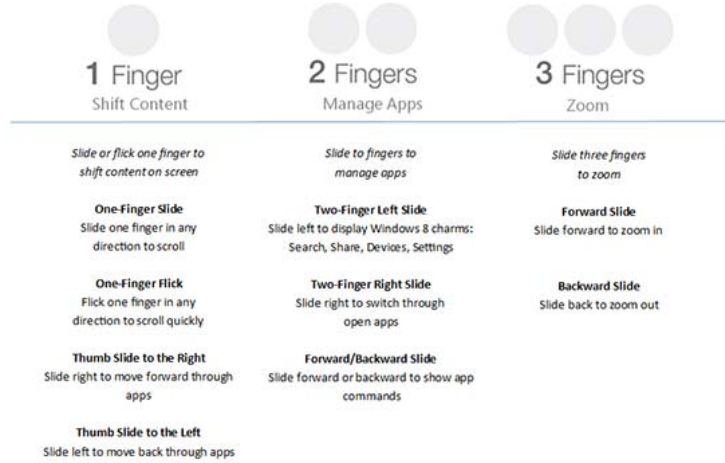 1 Finger
Shift Content
Slide or flick one finger to
shift content on screen
One-Finger Slide
Slide one finger in any
direction to scroll
One-Finger Flick
Flick one finger in any
direction to scroll quickly
Thumb Slide to the Right
Slide right to move forward through
apps
Thumb Slide to the Left
Slide left to move back through apps
2 Fingers
Manage Apps
Slide to fingers to
manage apps
Two-Finger Left Slide
Slide left to display Windows 8 charms:
Search, Share, Devices, Settings
Two-Finger Right Slide
Slide right to switch through
open apps
Forward/Backward Slide
Slide forward or backward to show app
commands
3 Fingers
Zoom
Slide three fingers
to zoom
Forward Slide
Slide forward to zoom in
Backward Slide
Slide back to zoom out